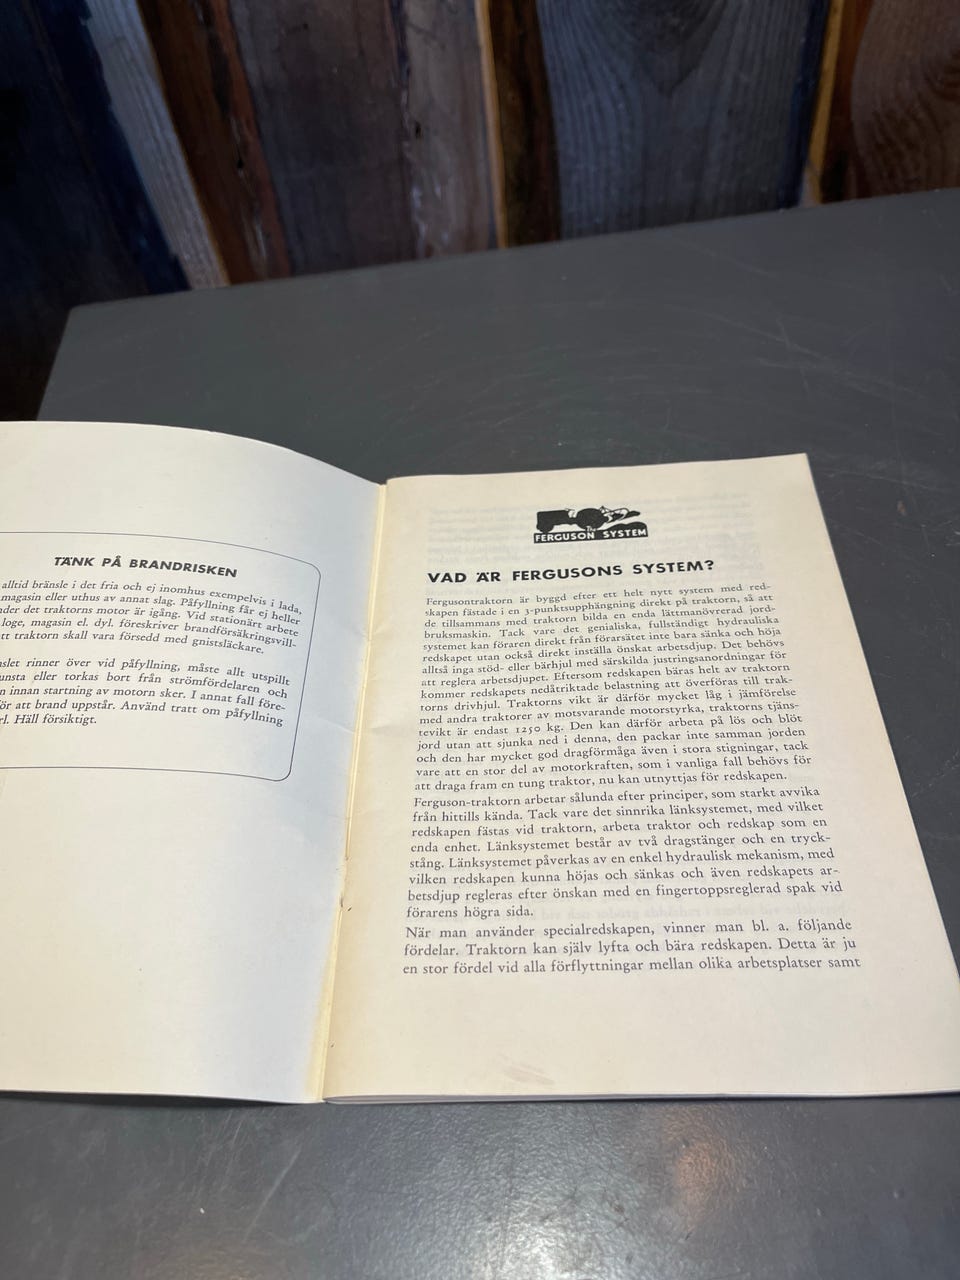 TÄNK PÅ BRANDRISKEN
alltid bränsle i det fria och ej inomhus exempelvis i lada,
magasin eller uthus av annat slag. Påfyllning får ej heller
der det traktorns motor är igång. Vid stationärt arbete
loge, magasin el. dyl. föreskriver brandförsäkringsvill-
tt traktorn skall vara försedd med gnistsläckare.
slet rinner över vid påfyllning, måste allt utspillt
unsta eller torkas bort från strömfördelaren och
n innan startning av motorn sker. I annat fall före-
för att brand uppstår. Använd tratt om påfyllning
rl. Häll försiktigt.
The
FERGUSON SYSTEM
VAD ÄR FERGUSONS SYSTEM?
Fergusontraktorn är byggd efter ett helt nytt system med red-
skapen fästade i en 3-punktsupphängning direkt på traktorn, så att
de tillsammans med traktorn bilda en enda lättmanövrerad jord-
bruksmaskin. Tack vare det genialiska, fullständigt hydrauliska
systemet kan föraren direkt från förarsätet inte bara sänka och höja
redskapet utan också direkt inställa önskat arbetsdjup. Det behövs
alltså inga stöd- eller bärhjul med särskilda justringsanordningar för
att reglera arbetsdjupet. Eftersom redskapen bäras helt av traktorn
kommer redskapets nedåtriktade belastning att överföras till trak-
torns drivhjul. Traktorns vikt är därför mycket låg i jämförelse
med andra traktorer av motsvarande motorstyrka, traktorns tjäns-
tevikt är endast 1250 kg. Den kan därför arbeta på lös och blöt
jord utan att sjunka ned i denna, den packar inte samman jorden
och den har mycket god dragförmåga även i stora stigningar, tack
vare att en stor del av motorkraften, som i vanliga fall behövs för
att draga fram en tung traktor, nu kan utnyttjas för redskapen.
Ferguson-traktorn arbetar sålunda efter principer, som starkt avvika
från hittills kända. Tack vare det sinnrika länksystemet, med vilket
redskapen fästas vid traktorn, arbeta traktor och redskap som en
enda enhet. Länksystemet består av två dragstänger och en tryck-
stång. Länksystemet påverkas av en enkel hydraulisk mekanism, med
vilken redskapen kunna höjas och sänkas och även redskapets ar-
betsdjup regleras efter önskan med en fingertoppsreglerad spak vid
förarens högra sida.
När man använder specialredskapen, vinner man bl. a. följande
fördelar. Traktorn kan själv lyfta och bära redskapen. Detta är ju
en stor fördel vid alla förflyttningar mellan olika arbetsplatser samt